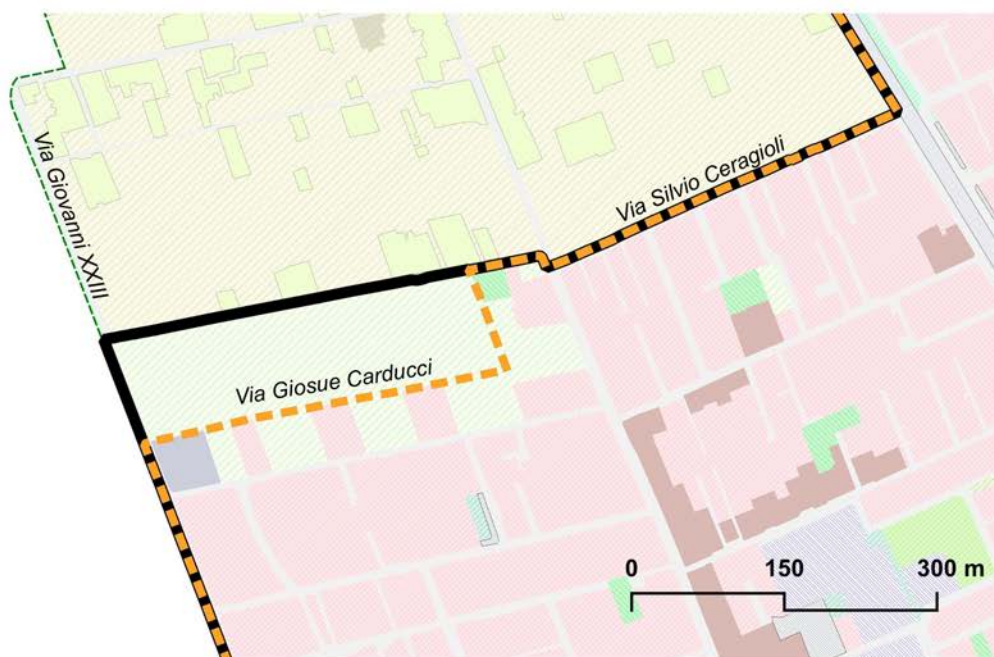 Via Giovanni XXIII
Via Silvio Ceragioli
Via Giosue Carducci
0 150 300 m